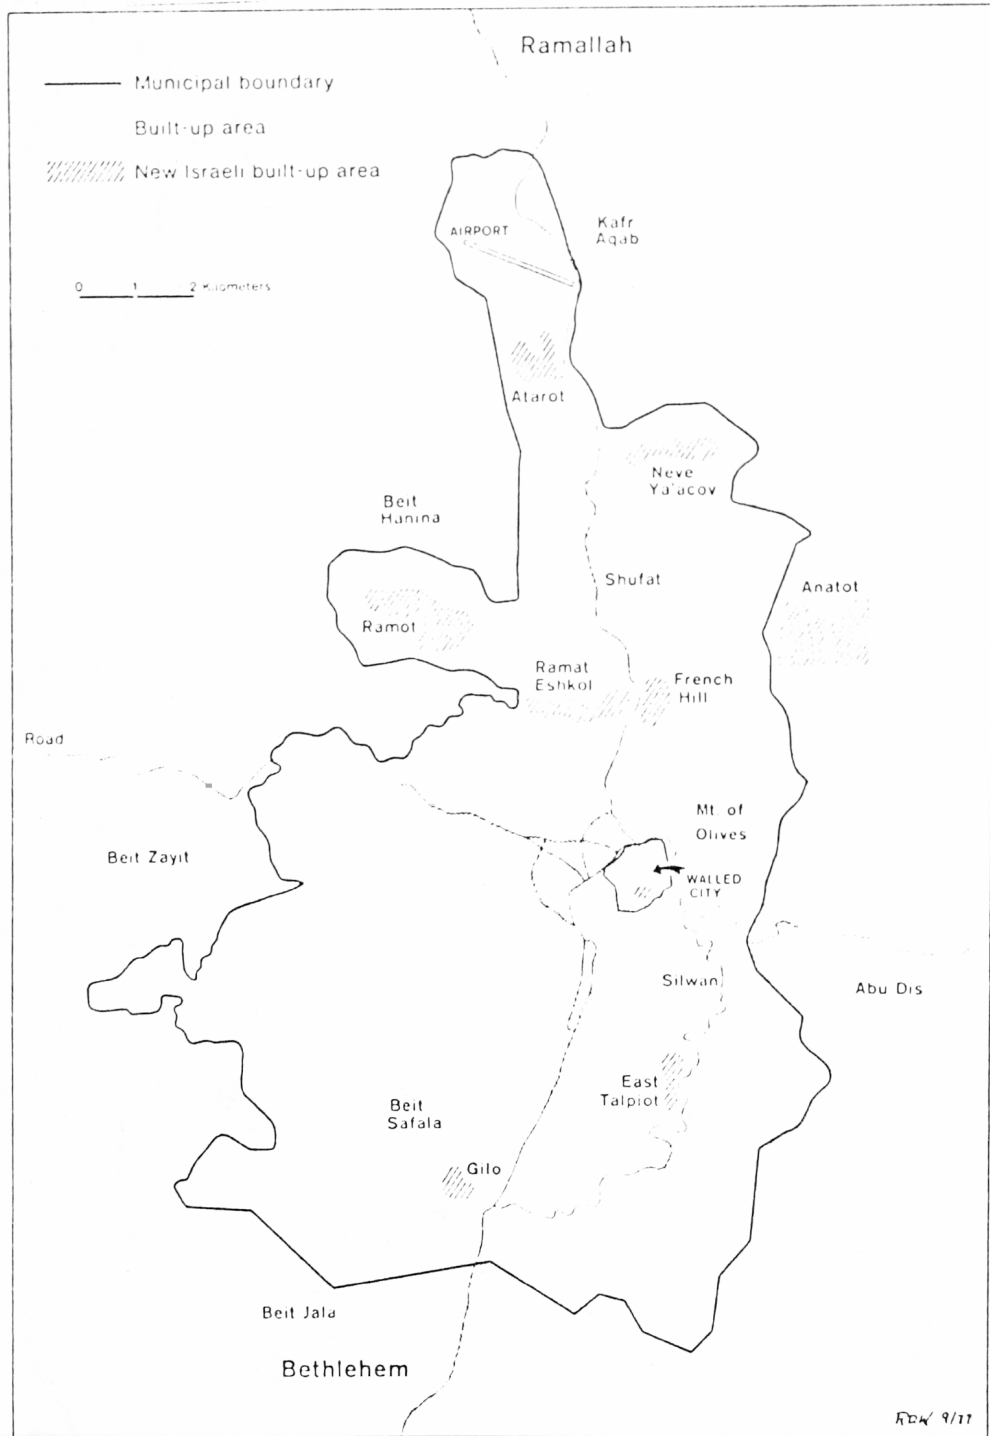 Ramallah
Municipal boundary
Built-up area
New Israeli built-up area
0 1 2 Kilometers
AIRPORT
Kafr
Aqab
Atarot
Neve
Ya'acov
Beit
Hanina
Shufat
Anatot
Ramot
Ramat
Eshkol
French
Hill
Road
Mt. of
Olives
Beit Zayit
WALLED
CITY
Silwan
Abu Dis
East
Talpiot
Beit
Safala
Gilo
Beit Jala
Bethlehem
9/77